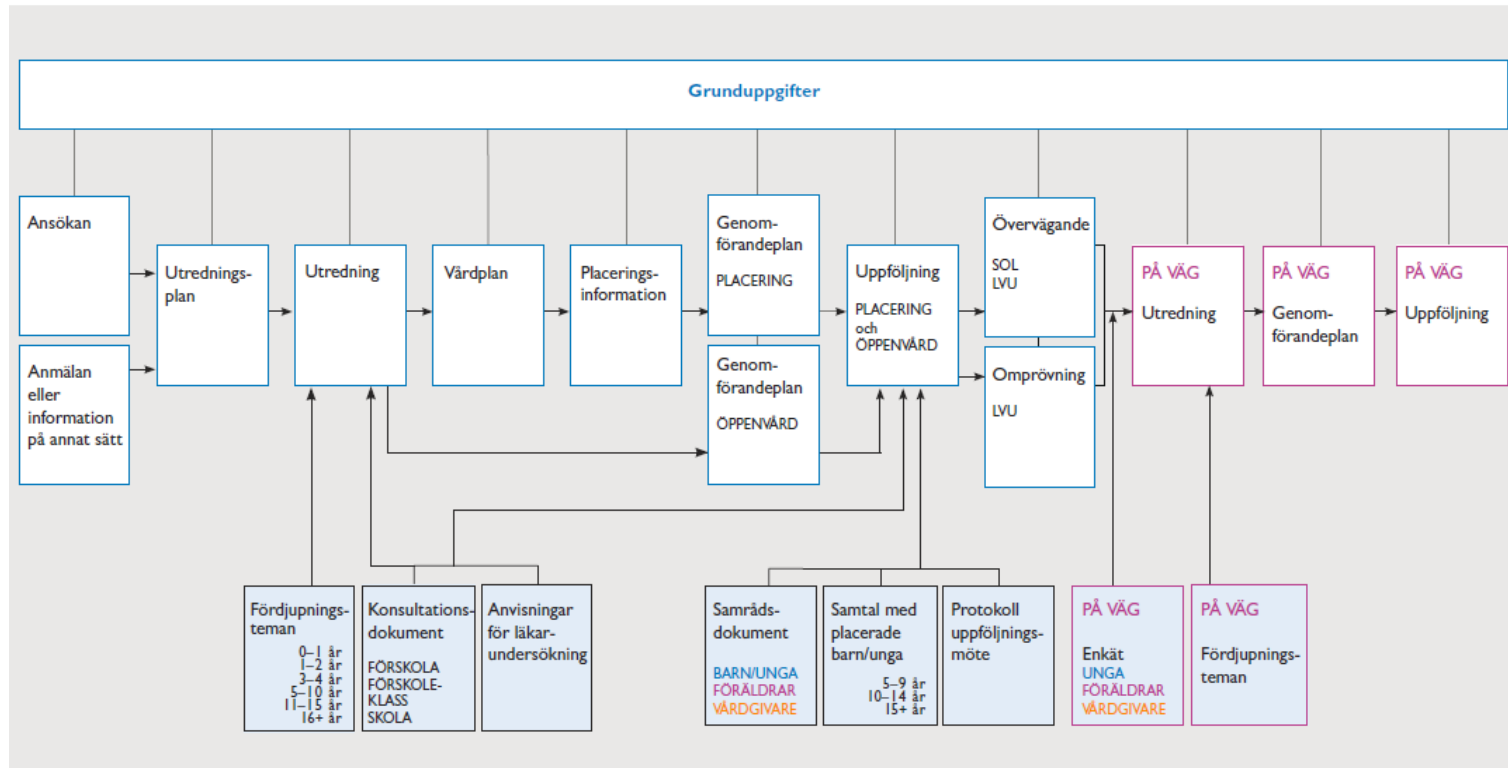 Grunduppgifter
Ansökan
Anmälan
eller
information
på annat sätt
Utrednings-
plan
Utredning
Vårdplan
Placerings-
information
Genom-
förandeplan
PLACERING
Genom-
förandeplan
ÖPPENVÅRD
Uppföljning
PLACERING
och
ÖPPENVÅRD
Övervägande
SOL
LVU
Omprövning
LVU
PÅ VÄG
Utredning
PÅ VÄG
Genom-
förandeplan
PÅ VÄG
Uppföljning
Fördjupnings-
teman
0–1 år
1–2 år
3–4 år
5–10 år
11–15 år
16+ år
Konsultations-
dokument
FÖRSKOLA
FÖRSKOLE-
KLASS
SKOLA
Anvisningar
för läkar-
undersökning
Samråds-
dokument
BARN/UNGA
FÖRÄLDRAR
VÅRDGIVARE
Samtal med
placerade
barn/unga
5–9 år
10–14 år
15+ år
Protokoll
uppföljnings-
möte
PÅ VÄG
Enkät
UNGA
FÖRÄLDRAR
VÅRDGIVARE
PÅ VÄG
Fördjupnings-
teman